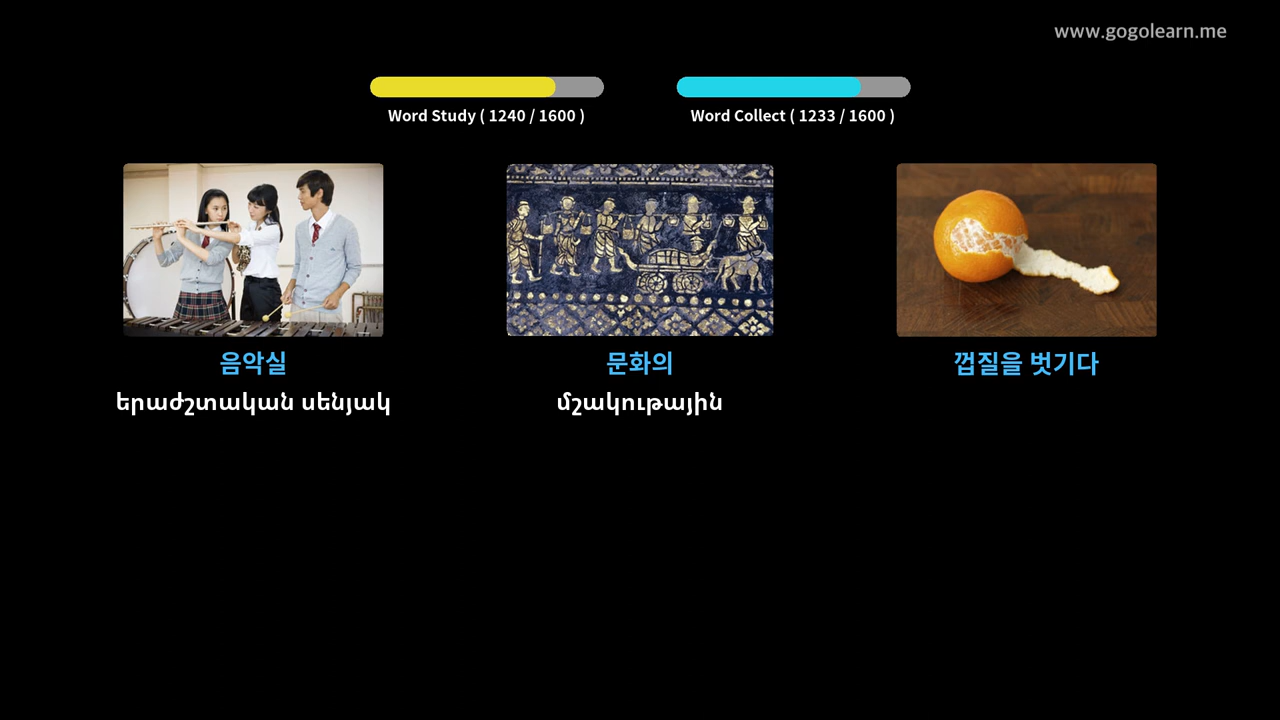 www.gogolearn.me
Word Study ( 1240 / 1600 )
Word Collect ( 1233 / 1600 )
음악실
երաժշտական սենյակ
문화의
մշակութային
껍질을 벗기다